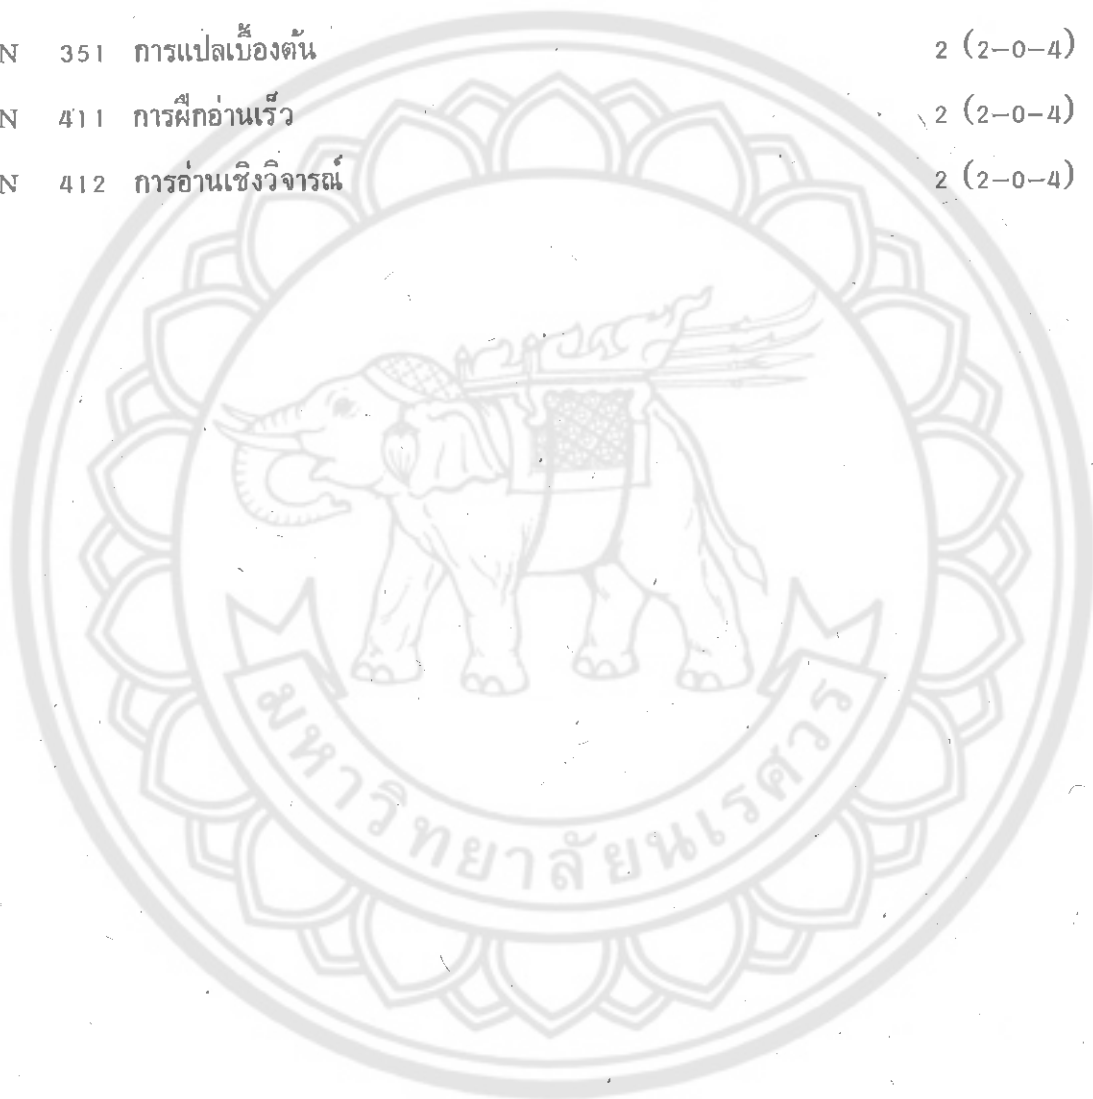 N 351 การแปลเบื้องต้น 2 (2-0-4)
N 411 การฝึกอ่านเร็ว 2 (2-0-4)
N 412 การอ่านเชิงวิจารณ์ 2 (2-0-4)
มหาวิทยาลัยนเรศวร